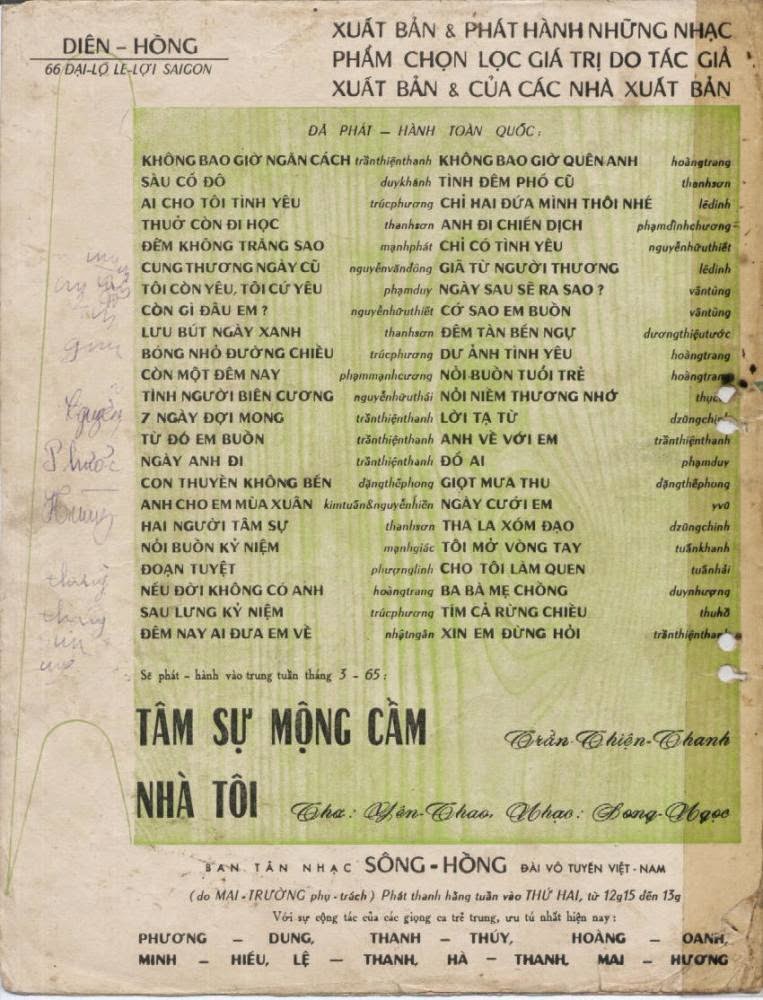 DIÊN – HỒNG
66 ĐẠI-LỘ LÊ-LỢI SAIGON
XUẤT BẢN & PHÁT HÀNH NHỮNG NHẠC
PHẨM CHỌN LỌC GIÁ TRỊ DO TÁC GIẢ
XUẤT BẢN & CỦA CÁC NHÀ XUẤT BẢN
ĐÃ PHÁT – HÀNH TOÀN QUỐC :
KHÔNG BAO GIỜ NGĂN CÁCH trầnthiệnthanh KHÔNG BAO GIỜ QUÊN ANH hoàngtrang
SẦU CỐ ĐÔ duykhánh TÌNH ĐÊM PHỐ CŨ thanhsơn
AI CHO TÔI TÌNH YÊU trúcphương CHỈ HAI ĐỨA MÌNH THÔI NHÉ lêdinh
THUỞ CÒN ĐI HỌC thanhsơn ANH ĐI CHIẾN DỊCH phạmđìnhchương
ĐÊM KHÔNG TRĂNG SAO mạnhphát CHỈ CÓ TÌNH YÊU nguyễnhữuthiết
CUNG THƯƠNG NGÀY CŨ nguyễnvănđông GIÃ TỪ NGƯỜI THƯƠNG lêdinh
TÔI CÒN YÊU, TÔI CỨ YÊU phạmduy NGÀY SAU SẼ RA SAO ? văntùng
CÒN GÌ ĐÂU EM ? nguyễnhữuthiết CỚ SAO EM BUỒN văntùng
LƯU BÚT NGÀY XANH thanhsơn ĐÊM TÀN BẾN NGỰ dươngthiệutước
BÓNG NHỎ ĐƯỜNG CHIỀU trúcphương DƯ ẢNH TÌNH YÊU hoàngtrang
CÒN MỘT ĐÊM NAY phạmmạnhcương NỖI BUỒN TUỔI TRẺ hoàngtrang
TÌNH NGƯỜI BIÊN CƯƠNG nguyễnhữuthái NỖI NIỀM THƯƠNG NHỚ
7 NGÀY ĐỢI MONG trầnthiệnthanh LỜI TẠ TỪ dzũngchinh
TỪ ĐÓ EM BUỒN trầnthiệnthanh ANH VỀ VỚI EM trầnthiệnthanh
NGÀY ANH ĐI trầnthiệnthanh ĐỐ AI phạmduy
CON THUYỀN KHÔNG BẾN đặngthếphong GIỌT MƯA THU đặngthếphong
ANH CHO EM MÙA XUÂN kimtuấn&nguyễnhiền NGÀY CƯỚI EM yvũ
HAI NGƯỜI TÂM SỰ thanhsơn THA LA XÓM ĐẠO dzũngchinh
NỖI BUỒN KỶ NIỆM mạnhgiác TÔI MỞ VÒNG TAY tuấnkhanh
ĐOẠN TUYỆT phượnglinh CHO TÔI LÀM QUEN tuấnhải
NẾU ĐỜI KHÔNG CÓ ANH hoàngtrang BA BÀ MẸ CHỒNG duynhượng
SAU LƯNG KỶ NIỆM trúcphương TÍM CẢ RỪNG CHIỀU thuhồ
ĐÊM NAY AI ĐƯA EM VỀ nhậtngân XIN EM ĐỪNG HỎI trầnthiệnthanh
Sẽ phát – hành vào trung tuần tháng 3 – 65 :
TÂM SỰ MỘNG CẦM Trần-Thiện-Thanh
NHÀ TÔI Thơ : Yên-Thao, Nhạc : Song-Ngọc
BAN TÂN NHẠC SÔNG-HỒNG ĐÀI VÔ TUYẾN VIỆT-NAM
(do MAI-TRƯỜNG phụ-trách) Phát thanh hằng tuần vào THỨ HAI, từ 12g15 đến 13g
Với sự cộng tác của các giọng ca trẻ trung, ưu tú nhất hiện nay :
PHƯƠNG – DUNG, THANH – THÚY, HOÀNG – OANH,
MINH – HIẾU, LỆ – THANH, HÀ – THANH, MAI – HƯƠNG